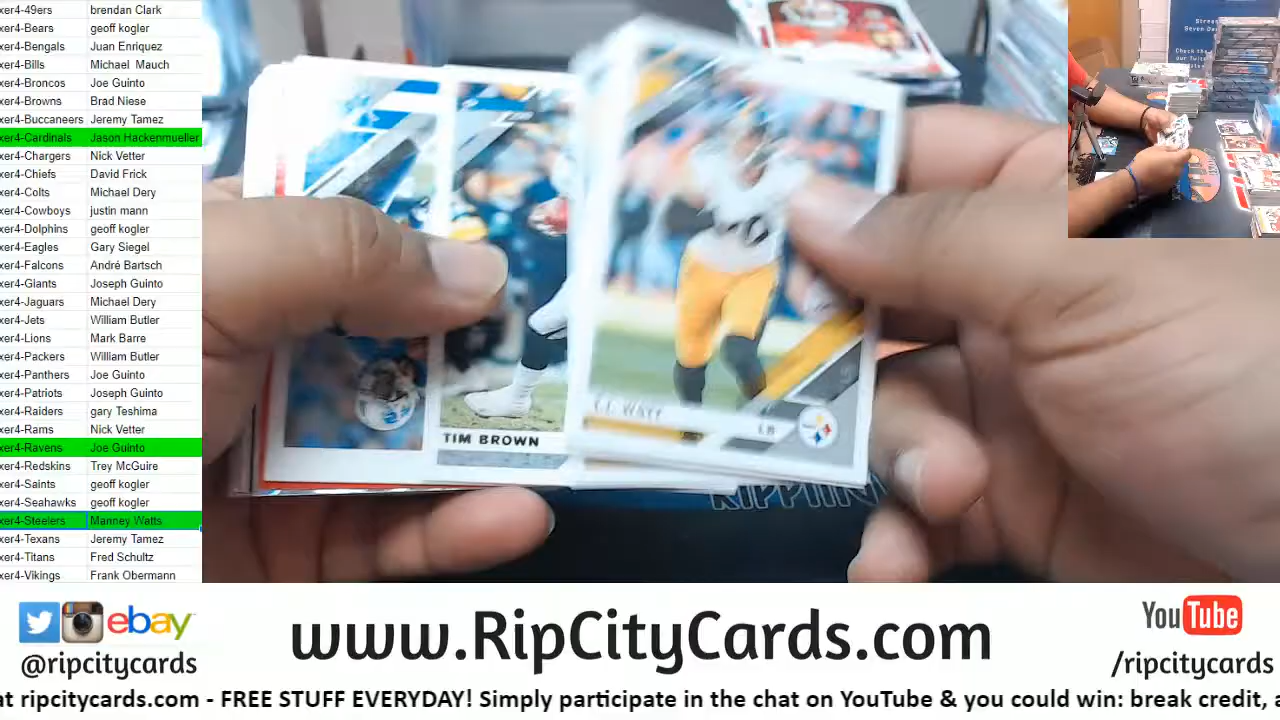 xer4-49ers brendan Clark
xer4-Bears geoff kogler
xer4-Bengals Juan Enriquez
xer4-Bills Michael Mauch
xer4-Broncos Joe Guinto
xer4-Browns Brad Niese
xer4-Buccaneers Jeremy Tamez
xer4-Cardinals Jason Hackenmueller
xer4-Chargers Nick Vetter
xer4-Chiefs David Frick
xer4-Colts Michael Dery
xer4-Cowboys justin mann
xer4-Dolphins geoff kogler
xer4-Eagles Gary Siegel
xer4-Falcons André Bartsch
xer4-Giants Joseph Guinto
xer4-Jaguars Michael Dery
xer4-Jets William Butler
xer4-Lions Mark Barre
xer4-Packers William Butler
xer4-Panthers Joe Guinto
xer4-Patriots Joseph Guinto
xer4-Raiders gary Teshima
xer4-Rams Nick Vetter
xer4-Ravens Joe Guinto
xer4-Redskins Trey McGuire
xer4-Saints geoff kogler
xer4-Seahawks geoff kogler
xer4-Steelers Manney Watts
xer4-Texans Jeremy Tamez
xer4-Titans Fred Schultz
xer4-Vikings Frank Obermann
TIM BROWN
T.J. WATT
LB
ebay
@ripcitycards
www.RipCityCards.com
YouTube
/ripcitycards
at ripcitycards.com - FREE STUFF EVERYDAY! Simply participate in the chat on YouTube & you could win: break credit, a